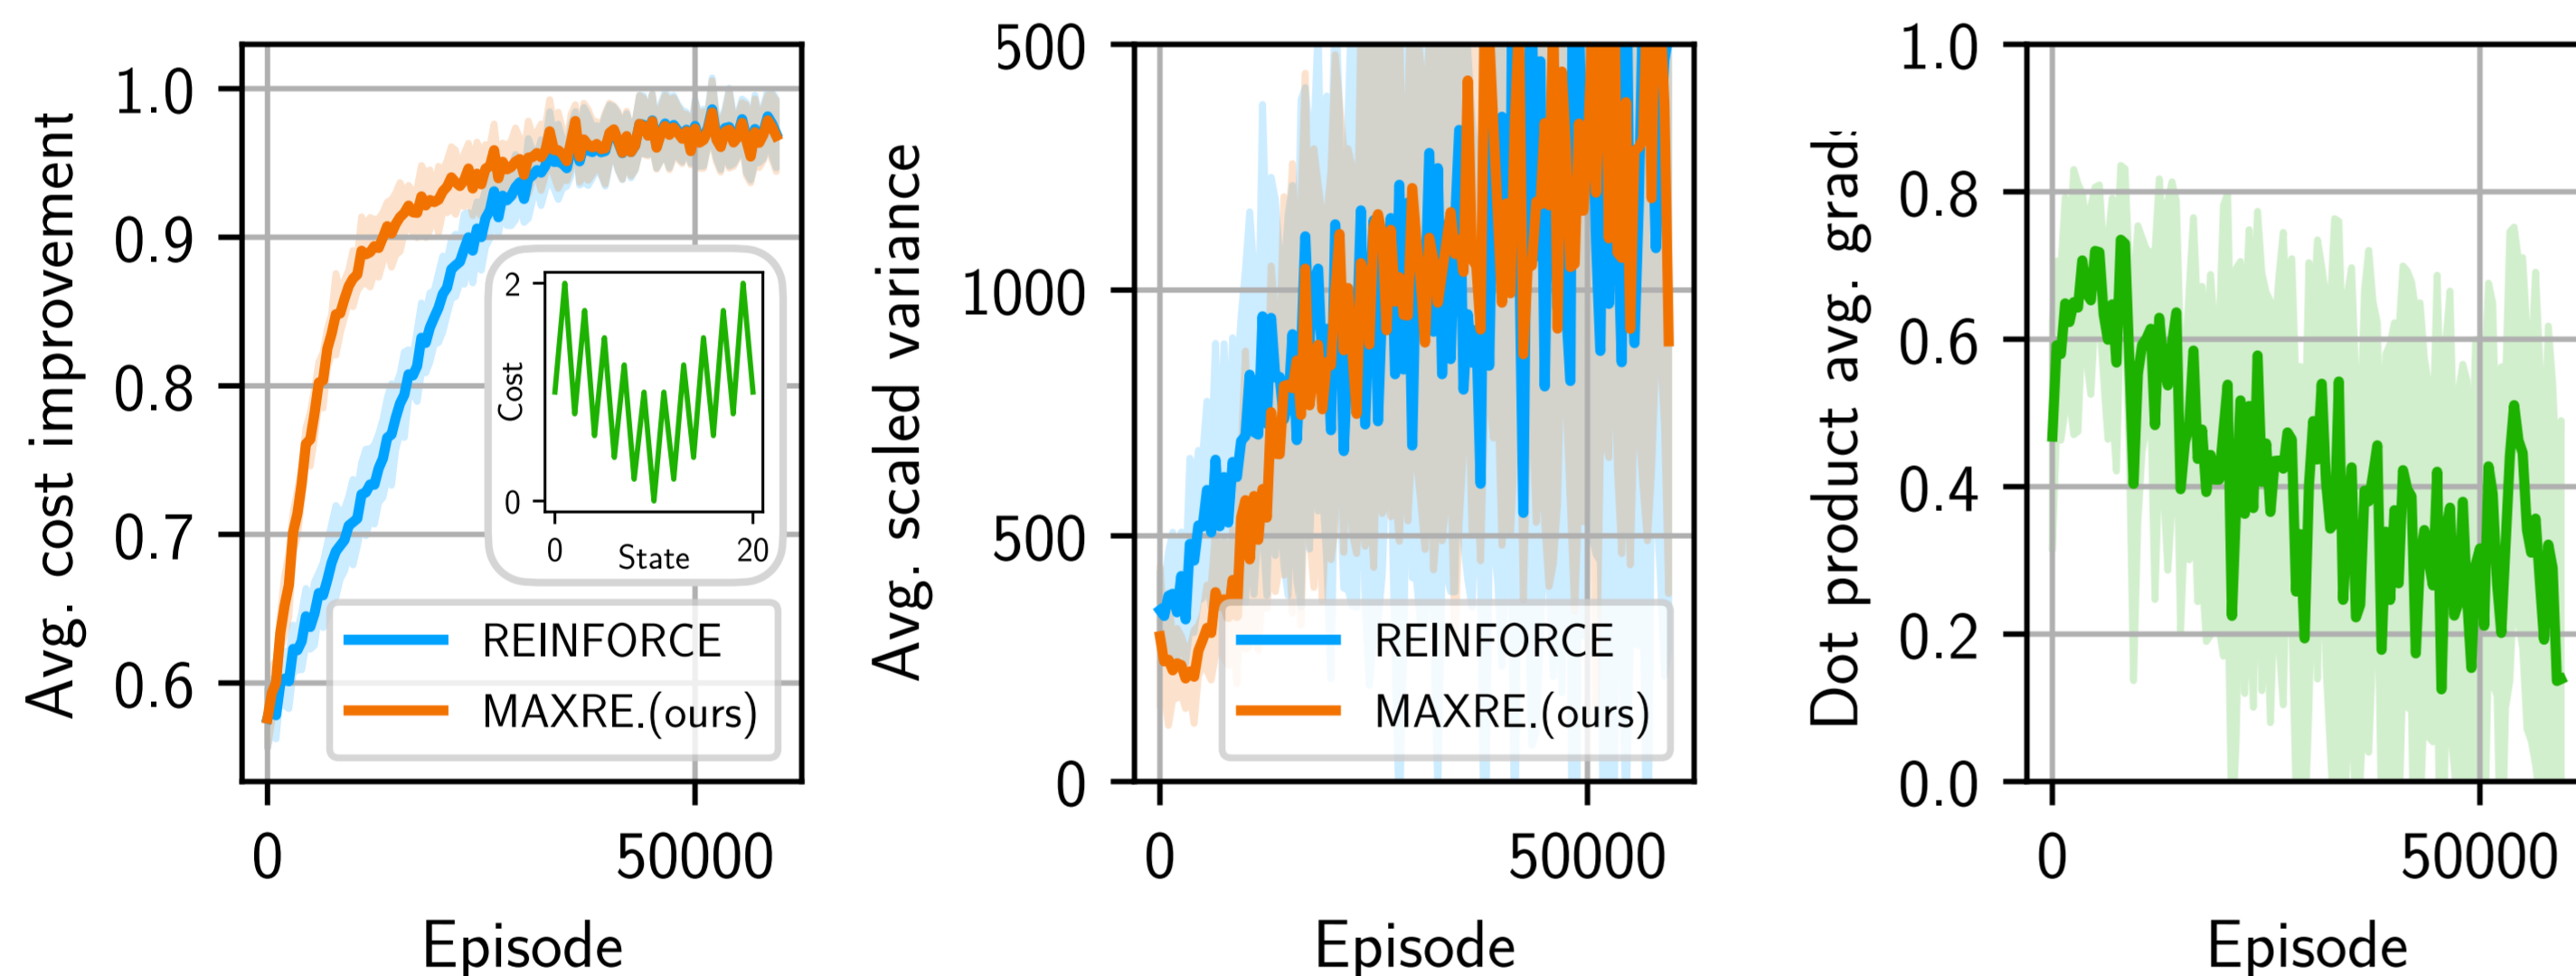 Avg. cost improvement
1.0
0.9
0.8
0.7
0.6
2
0
Cost
0
20
State
REINFORCE
MAXRE.(ours)
0
50000
Episode
Avg. scaled variance
500
1000
500
0
REINFORCE
MAXRE.(ours)
0
50000
Episode
Dot product avg. grads
1.0
0.8
0.6
0.4
0.2
0.0
0
50000
Episode